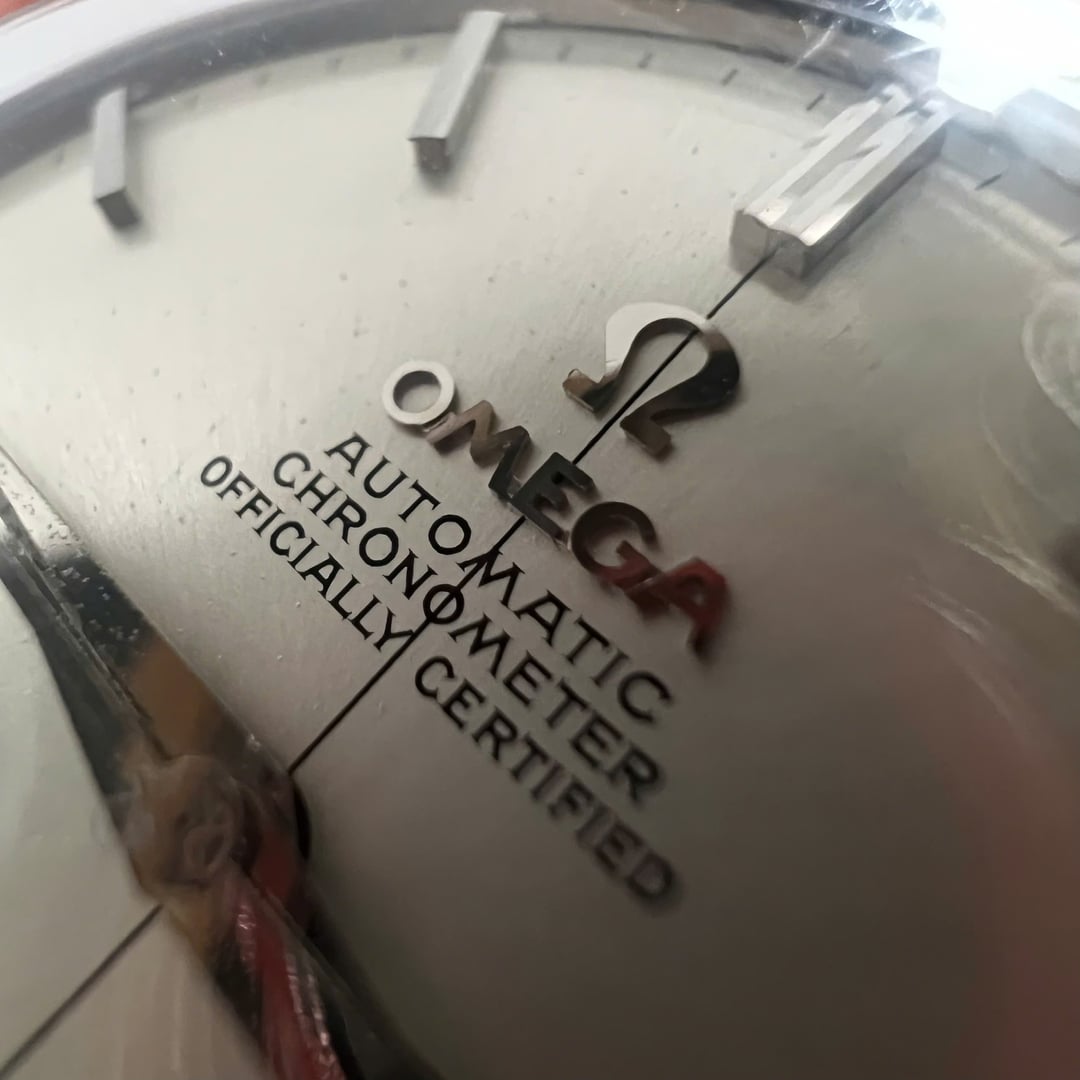 Ω
OMEGA
AUTOMATIC
CHRONOMETER
OFFICIALLY CERTIFIED